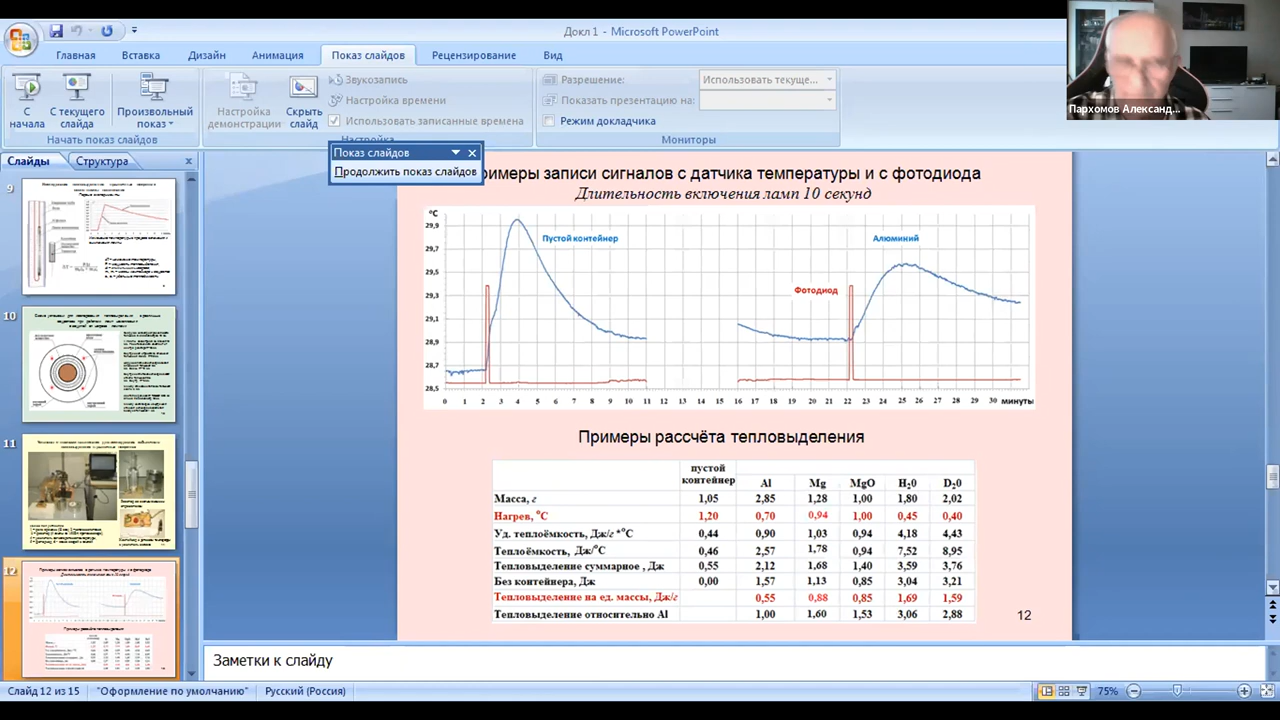 Докл 1 - Microsoft PowerPoint
Главная Вставка Дизайн Анимация Показ слайдов Рецензирование Вид
С начала
С текущего слайда
Произвольный показ
Начать показ слайдов
Настройка демонстрации
Скрыть слайд
Звукозапись
Настройка времени
Использовать записанные времена
Разрешение: Использовать текуще...
Показать презентацию на:
Режим докладчика
Мониторы
Пархомов Александ...
Слайды Структура
Показ слайдов
Продолжить показ слайдов
9
10
11
12
римеры записи сигналов с датчика температуры и с фотодиода
Длительность включения ламп 10 секунд
°C
29,9
29,7
29,5
29,3
29,1
28,9
28,7
28,5
Пустой контейнер
Алюминий
Фотодиод
0 1 2 3 4 5 6 7 8 9 10 11 12 13 14 15 16 17 18 19 20 21 22 23 24 25 26 27 28 29 30 минуты
Примеры рассчёта тепловыделения
пустой контейнер Al Mg MgO H₂0 D₂0
Масса, г 1,05 2,85 1,28 1,00 1,80 2,02
Нагрев, °C 1,20 0,70 0,94 1,00 0,45 0,40
Уд. теплоёмкость, Дж/г *°C 0,44 0,90 1,03 0,94 4,18 4,43
Теплоёмкость, Дж/°C 0,46 2,57 1,78 0,94 7,52 8,95
Тепловыделение суммарное , Дж 0,55 2,12 1,68 1,40 3,59 3,76
Без контейнера, Дж 0,00 1,57 1,13 0,85 3,04 3,21
Тепловыделение на ед. массы, Дж/г 0,55 0,88 0,85 1,69 1,59
Тепловыделение относительно Al 1,00 1,60 1,53 3,06 2,88
12
Заметки к слайду
Слайд 12 из 15 "Оформление по умолчанию" Русский (Россия) 75%